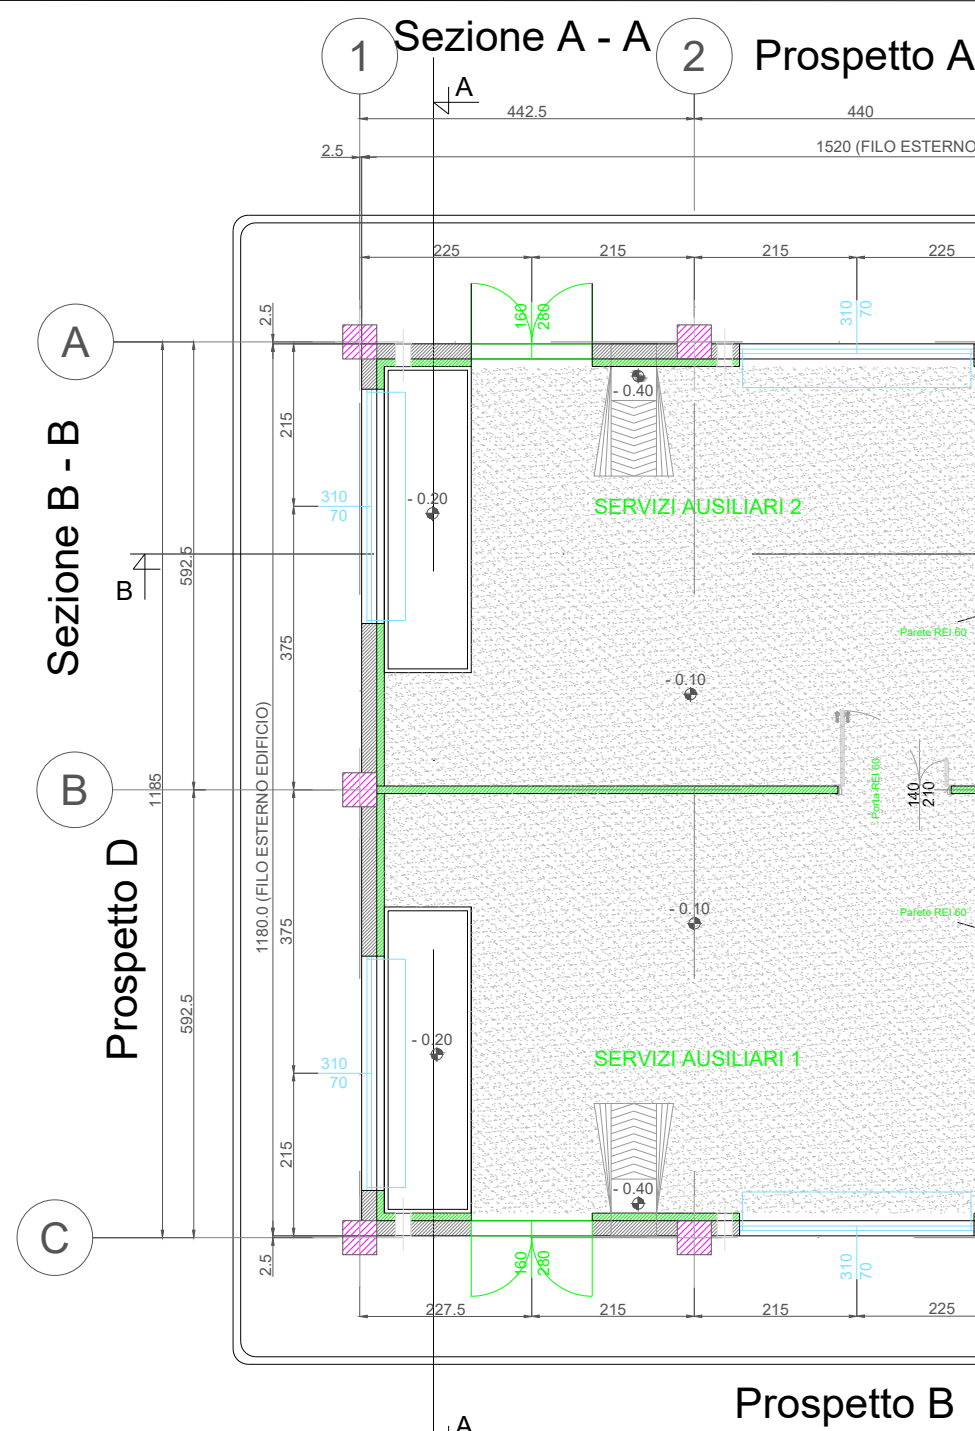 1
Sezione A - A
2
Prospetto A
A
442.5
440
2.5
1520 (FILO ESTERNO
225
215
215
225
2.5
160
280
310
70
A
- 0.40
215
310
70
- 0.20
SERVIZI AUSILIARI 2
Sezione B - B
B
592.5
Parete REI 60
375
- 0.10
1180.0 (FILO ESTERNO EDIFICIO)
B
1185
Porta REI 60
140
210
Prospetto D
375
- 0.10
Parete REI 60
592.5
- 0.20
SERVIZI AUSILIARI 1
310
70
215
- 0.40
C
2.5
160
280
310
70
227.5
215
215
225
Prospetto B
A